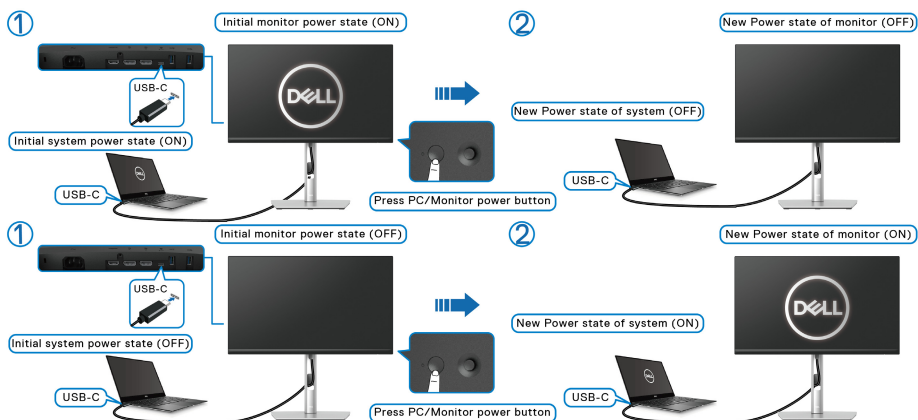 1
Initial monitor power state (ON)
DELL
USB-C
Initial system power state (ON)
DELL
USB-C
Press PC/Monitor power button
2
New Power state of monitor (OFF)
New Power state of system (OFF)
USB-C
1
Initial monitor power state (OFF)
USB-C
Initial system power state (OFF)
USB-C
Press PC/Monitor power button
2
New Power state of monitor (ON)
DELL
New Power state of system (ON)
DELL
USB-C